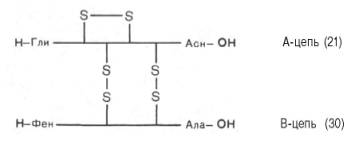 S S
H–Гли Асн– OH А-цепь (21)
S S
S S
H–Фен Ала– OH В-цепь (30)